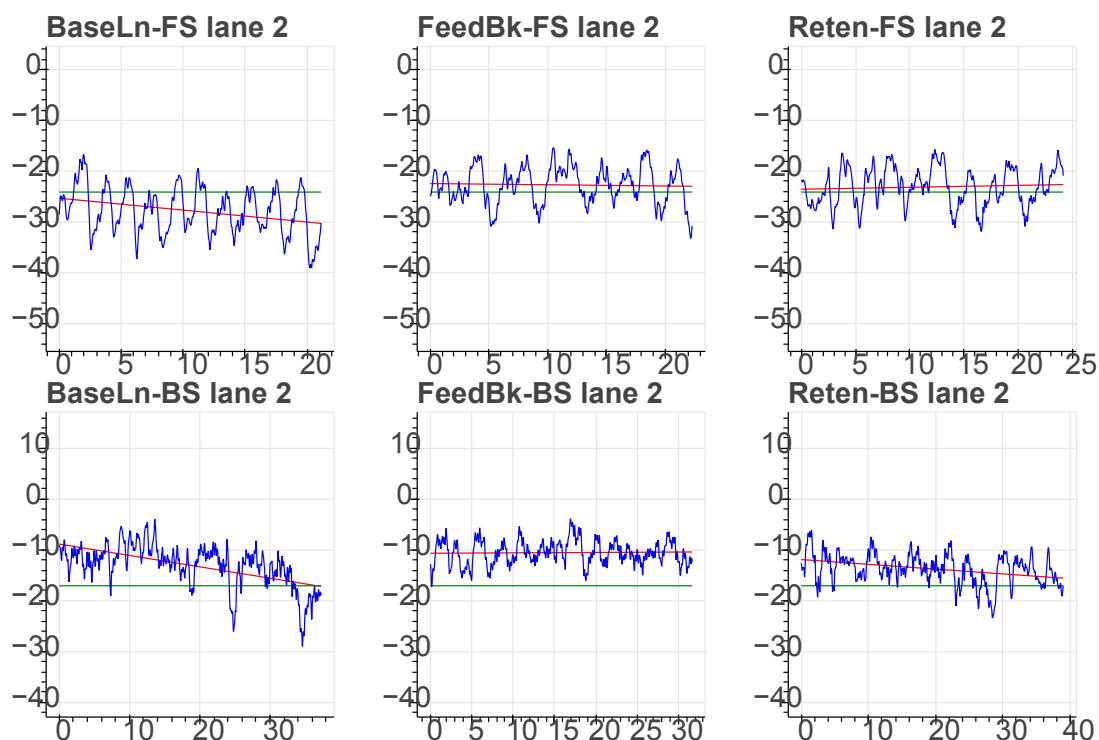 BaseLn-FS lane 2 FeedBk-FS lane 2 Reten-FS lane 2
0 0 0
−10 −10 −10
−20 −20 −20
−30 −30 −30
−40 −40 −40
−50 −50 −50
0 5 10 15 20 0 5 10 15 20 0 5 10 15 20 25
BaseLn-BS lane 2 FeedBk-BS lane 2 Reten-BS lane 2
10 10 10
0 0 0
−10 −10 −10
−20 −20 −20
−30 −30 −30
−40 −40 −40
0 10 20 30 0 5 10 15 20 25 30 0 10 20 30 40